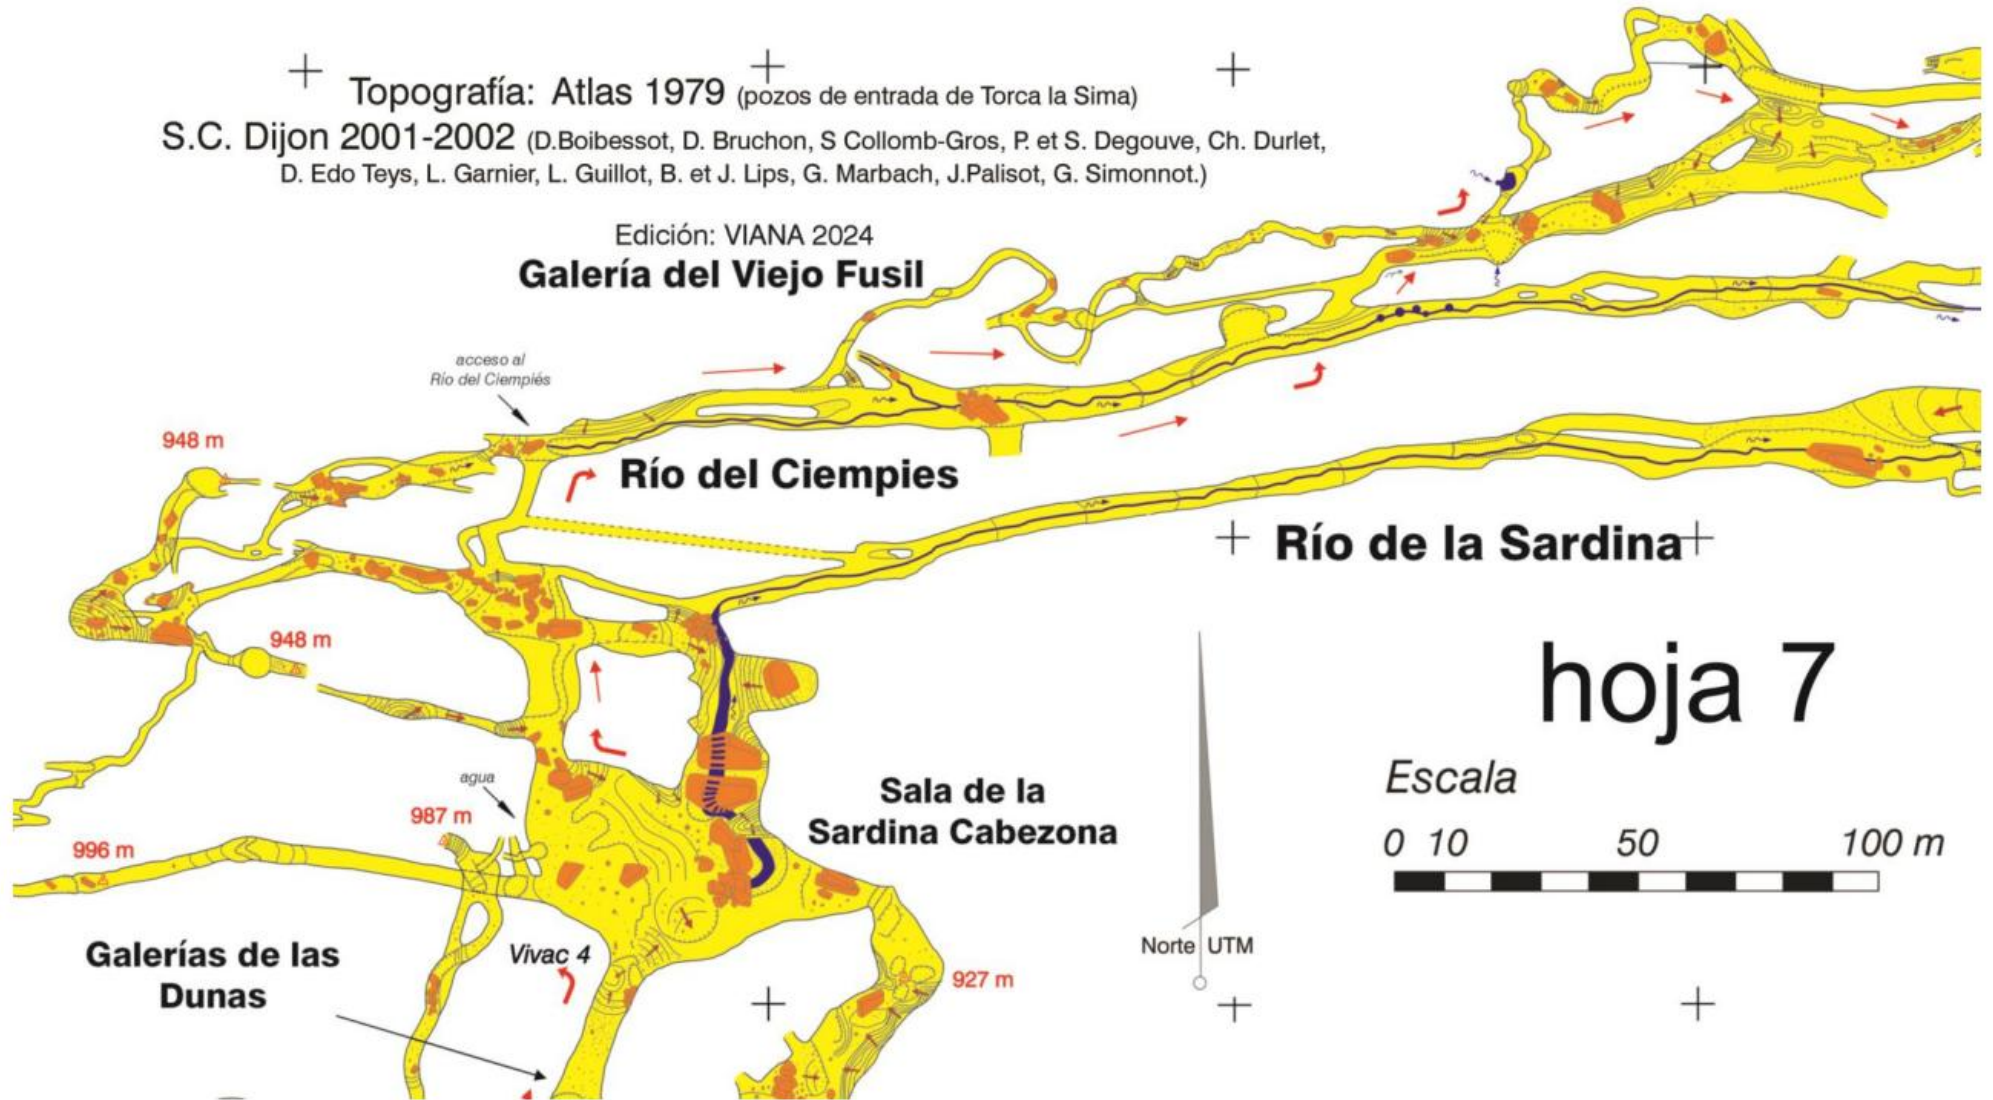 Topografía: Atlas 1979 (pozos de entrada de Torca la Sima)
S.C. Dijon 2001-2002 (D.Boibessot, D. Bruchon, S Collomb-Gros, P. et S. Degouve, Ch. Durlet,
D. Edo Teys, L. Garnier, L. Guillot, B. et J. Lips, G. Marbach, J.Palisot, G. Simonnot.)
Edición: VIANA 2024
Galería del Viejo Fusil
acceso al
Río del Ciempiés
948 m
Río del Ciempies
Río de la Sardina
948 m
hoja 7
agua
987 m
996 m
Sala de la
Sardina Cabezona
Escala
0 10 50 100 m
Galerías de las
Dunas
Vivac 4
927 m
Norte UTM